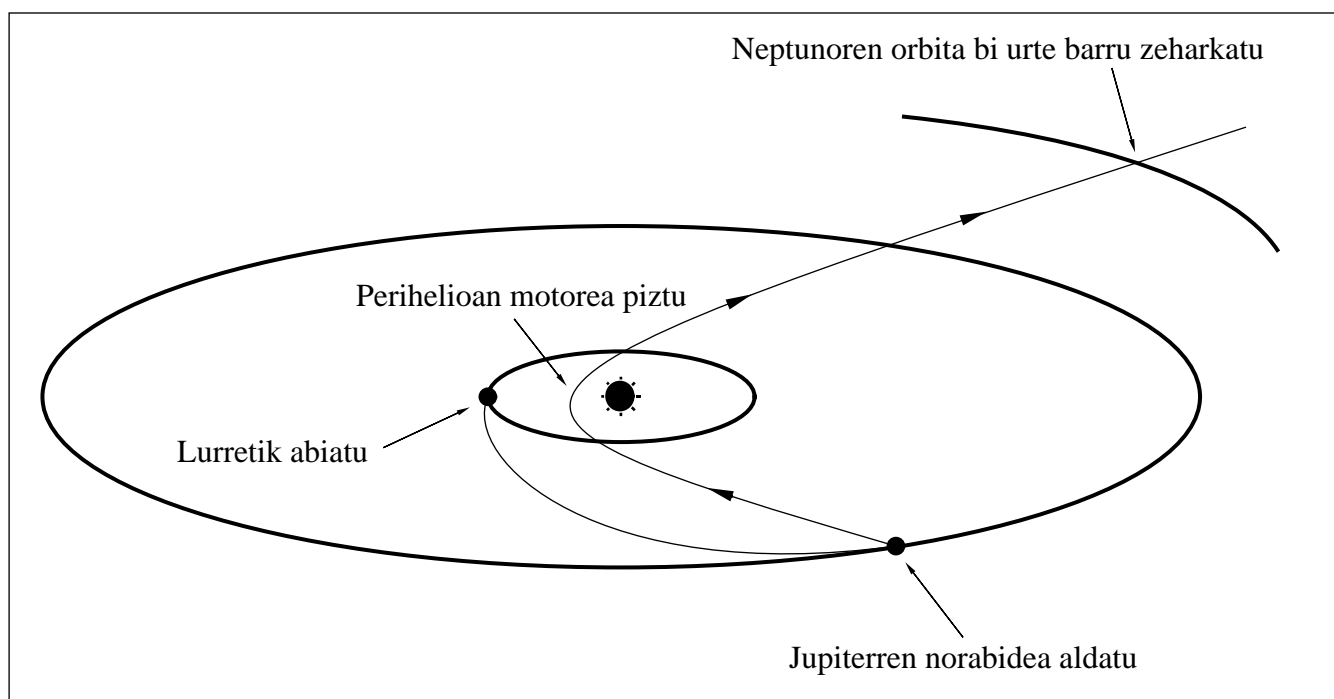 Neptunoren orbita bi urte barru zeharkatu
Perihelioan motorea piztu
Lurretik abiatu
Jupiterren norabidea aldatu